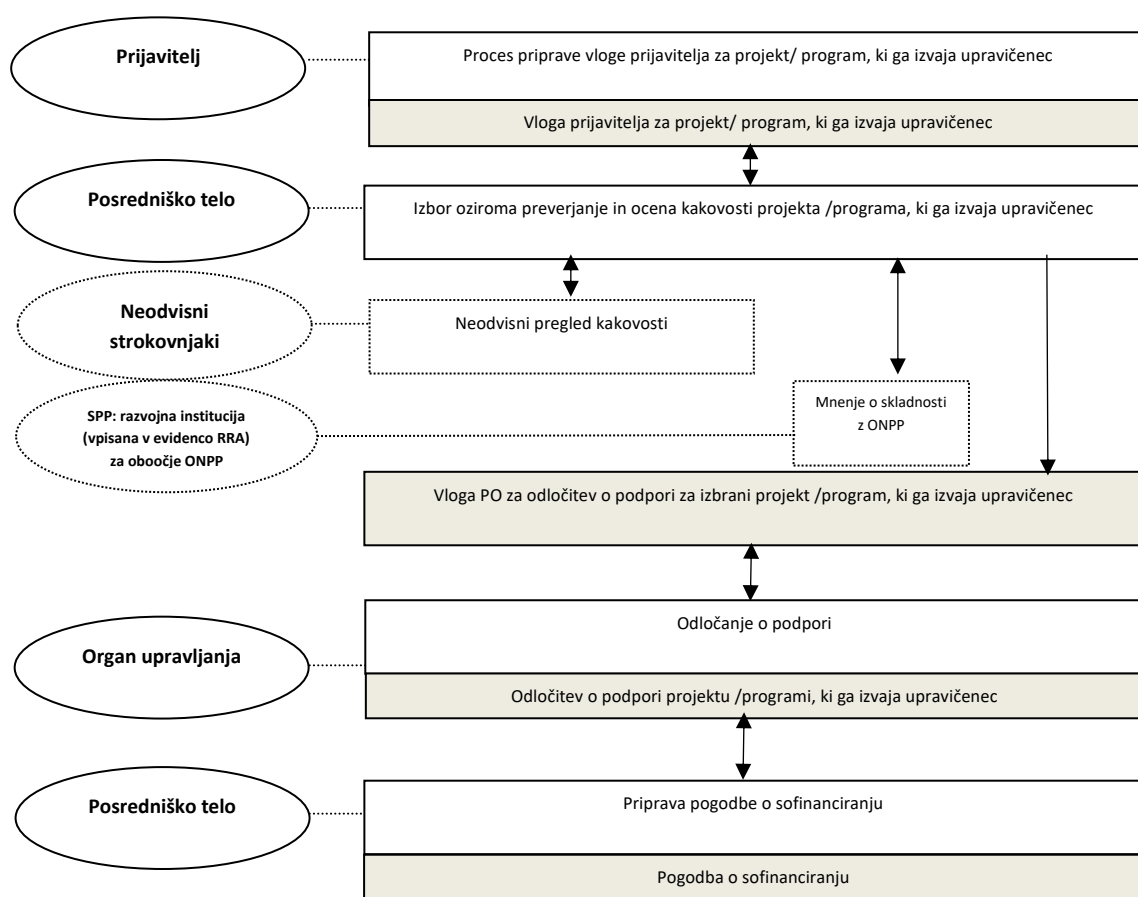 Prijavitelj
Proces priprave vloge prijavitelja za projekt/ program, ki ga izvaja upravičenec
Vloga prijavitelja za projekt/ program, ki ga izvaja upravičenec
Posredniško telo
Izbor oziroma preverjanje in ocena kakovosti projekta /programa, ki ga izvaja upravičenec
Neodvisni
strokovnjaki
Neodvisni pregled kakovosti
SPP: razvojna institucija
(vpisana v evidenco RRA)
za oboočje ONPP
Mnenje o skladnosti
z ONPP
Vloga PO za odločitev o podpori za izbrani projekt /program, ki ga izvaja upravičenec
Organ upravljanja
Odločanje o podpori
Odločitev o podpori projektu /programi, ki ga izvaja upravičenec
Posredniško telo
Priprava pogodbe o sofinanciranju
Pogodba o sofinanciranju